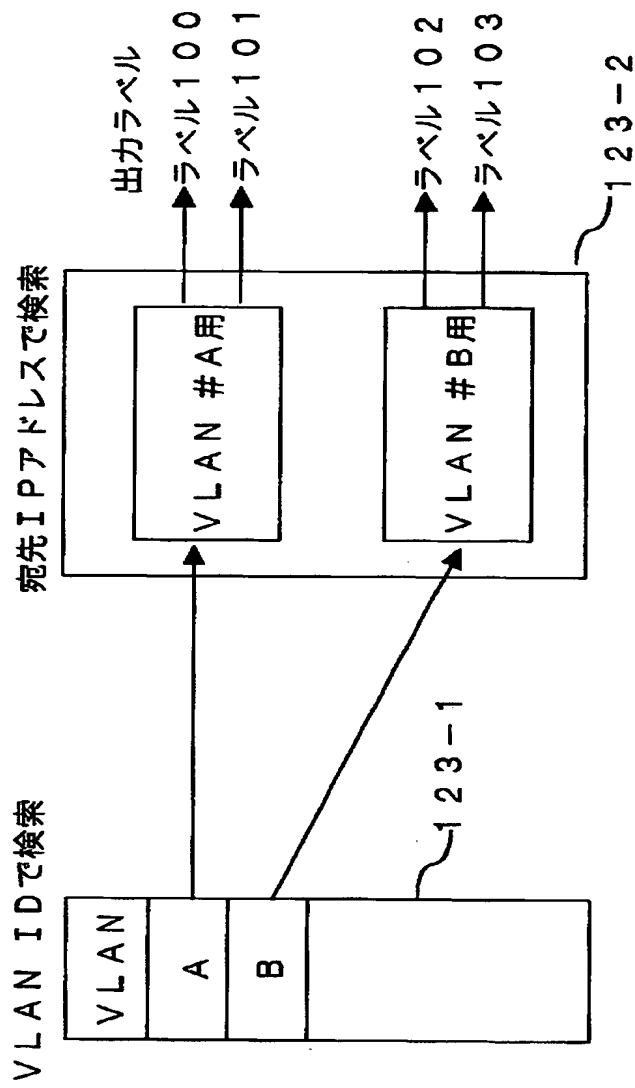 VLAN IDで検索
VLAN
A
B
123-1
宛先IPアドレスで検索
VLAN #A用
VLAN #B用
123-2
出力ラベル
ラベル100
ラベル101
ラベル102
ラベル103